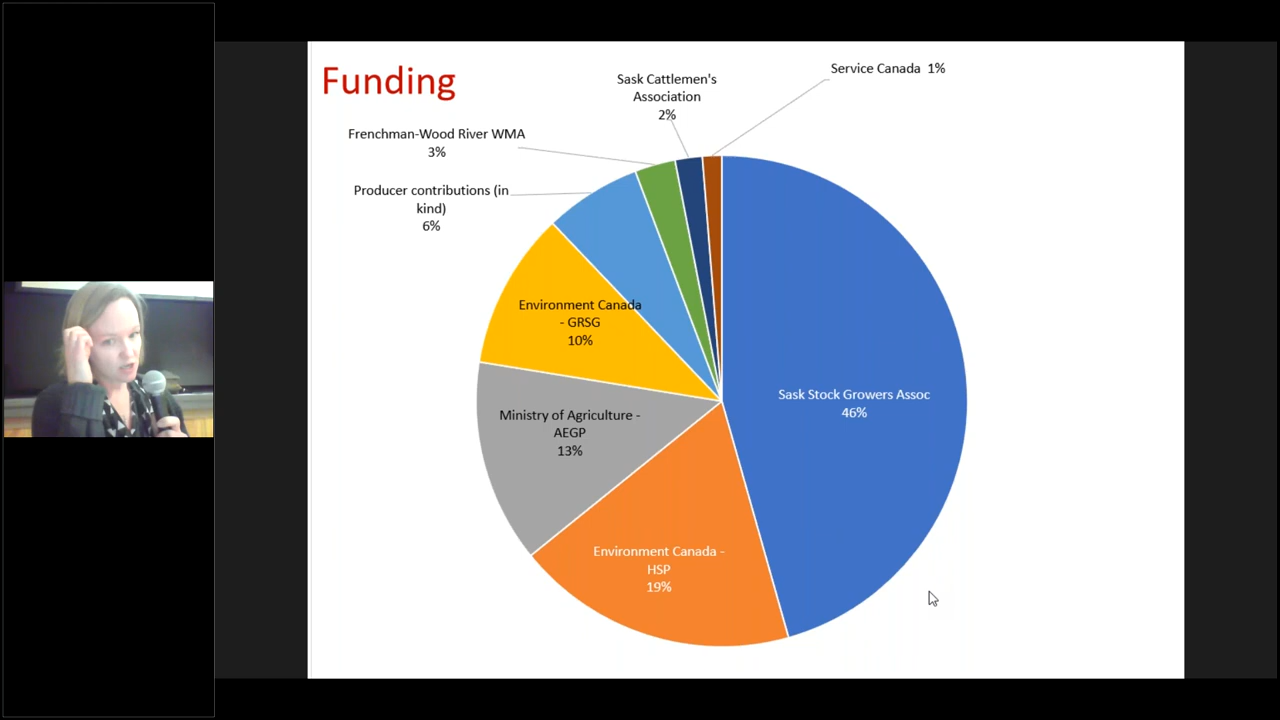 Funding
Service Canada 1%
Sask Cattlemen's
Association
2%
Frenchman-Wood River WMA
3%
Producer contributions (in
kind)
6%
Environment Canada
- GRSG
10%
Sask Stock Growers Assoc
46%
Ministry of Agriculture -
AEGP
13%
Environment Canada -
HSP
19%